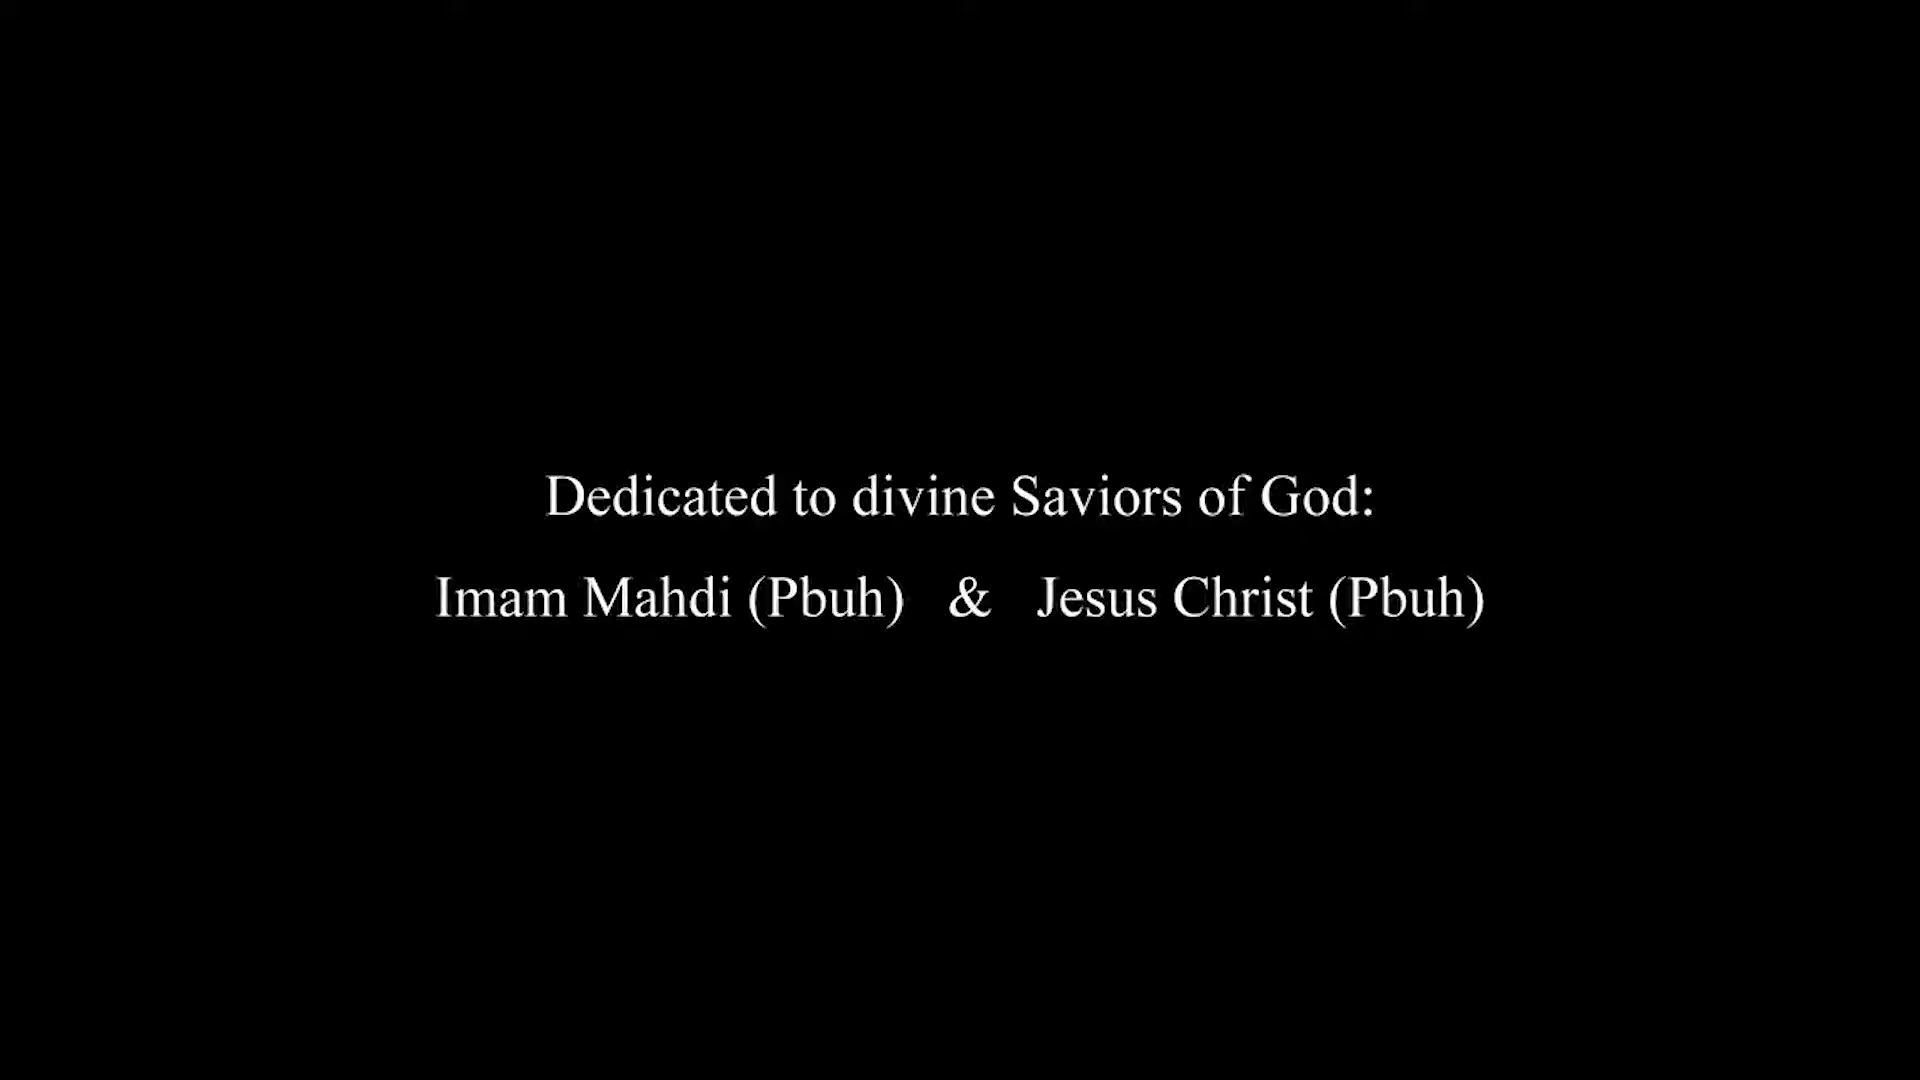 Dedicated to divine Saviors of God:
Imam Mahdi (Pbuh) & Jesus Christ (Pbuh)